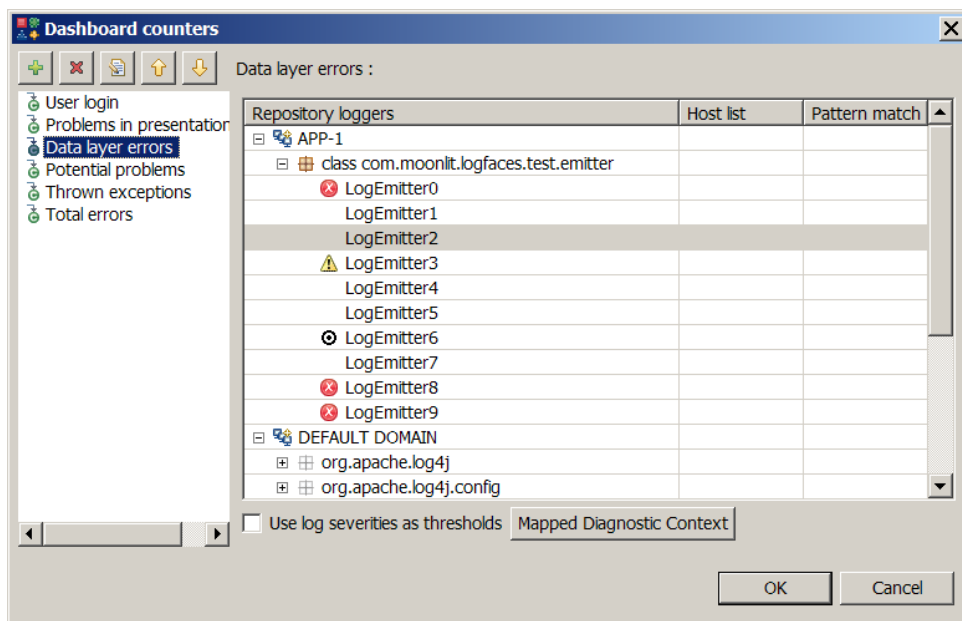 Dashboard counters
Data layer errors :
User login
Problems in presentation
Data layer errors
Potential problems
Thrown exceptions
Total errors
Repository loggers Host list Pattern match
APP-1
class com.moonlit.logfaces.test.emitter
LogEmitter0
LogEmitter1
LogEmitter2
LogEmitter3
LogEmitter4
LogEmitter5
LogEmitter6
LogEmitter7
LogEmitter8
LogEmitter9
DEFAULT DOMAIN
org.apache.log4j
org.apache.log4j.config
Use log severities as thresholds Mapped Diagnostic Context
OK Cancel